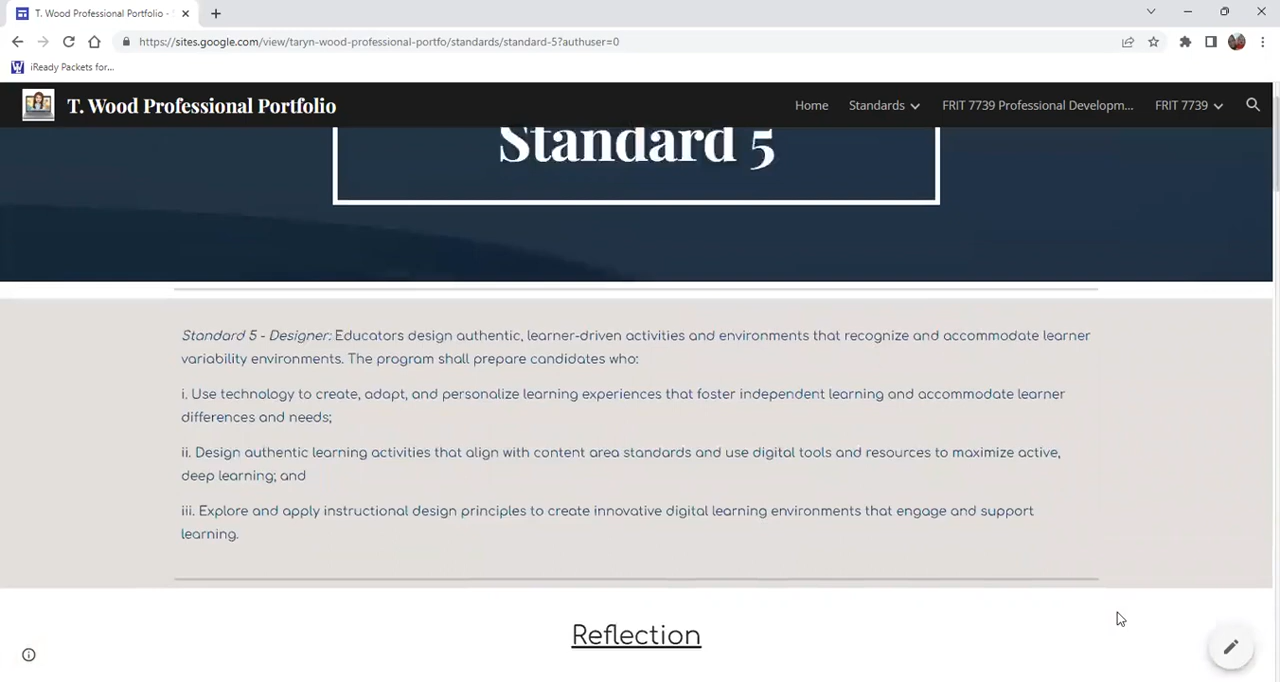 T. Wood Professional Portfolio -
https://sites.google.com/view/taryn-wood-professional-portfo/standards/standard-5?authuser=0
iReady Packets for...
T. Wood Professional Portfolio
Home Standards FRIT 7739 Professional Developm... FRIT 7739
Standard 5
Standard 5 - Designer: Educators design authentic, learner-driven activities and environments that recognize and accommodate learner
variability environments. The program shall prepare candidates who:
i. Use technology to create, adapt, and personalize learning experiences that foster independent learning and accommodate learner
differences and needs;
ii. Design authentic learning activities that align with content area standards and use digital tools and resources to maximize active,
deep learning; and
iii. Explore and apply instructional design principles to create innovative digital learning environments that engage and support
learning.
Reflection